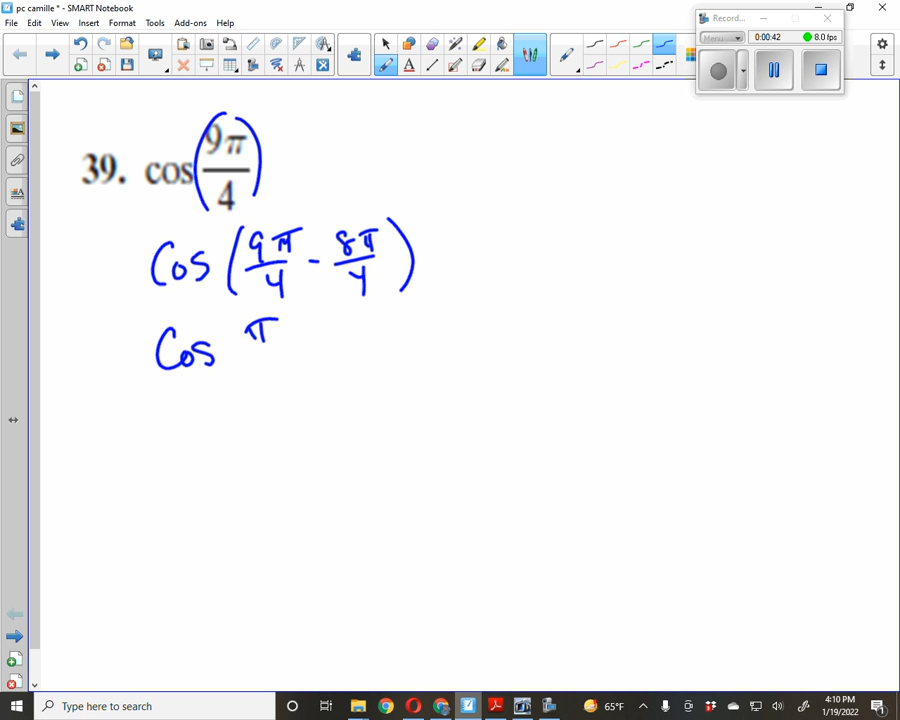 pc camille * - SMART Notebook
File Edit View Insert Format Tools Add-ons Help
Record...
Menu
0:00:42
8.0 fps
39. cos(9π/4)
Cos (9π/4 - 8π/4)
Cos π
Type here to search
65°F
4:10 PM
1/19/2022
1